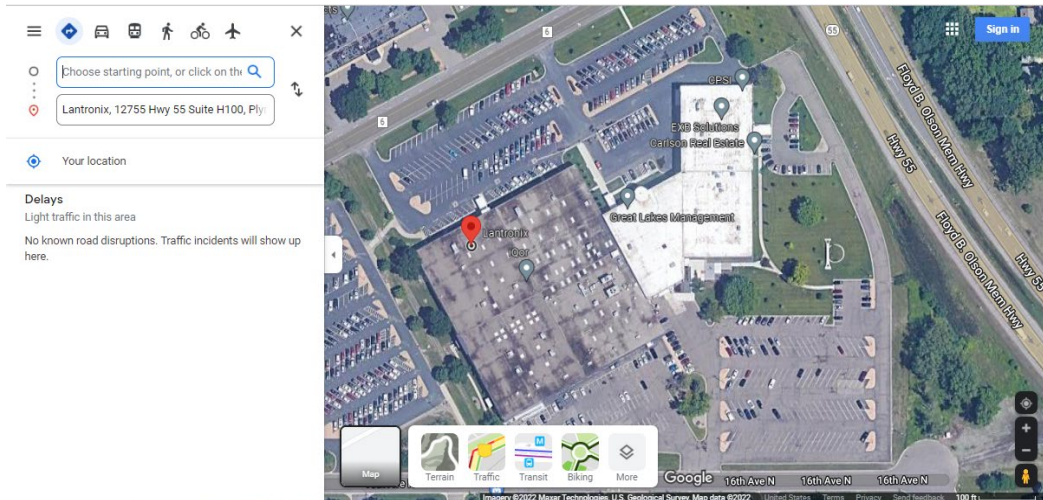 Choose starting point, or click on the
Lantronix, 12755 Hwy 55 Suite H100, Ply
Your location
Delays
Light traffic in this area
No known road disruptions. Traffic incidents will show up
here.
6
55
Sign in
CPSI
EXB Solutions
Carlson Real Estate
6
Great Lakes Management
Lantronix
Ocr
Floyd B. Olson Mem Hwy
Hwy 55
Floyd B. Olson Mem Hwy
Hwy 55
Map
Terrain
Traffic
M
Transit
Biking
More
Google
16th Ave N
16th Ave N
16th Ave N
Imagery ©2022 Maxar Technologies, U.S. Geological Survey, Map data ©2022
United States
Terms
Privacy
Send feedback
100 ft